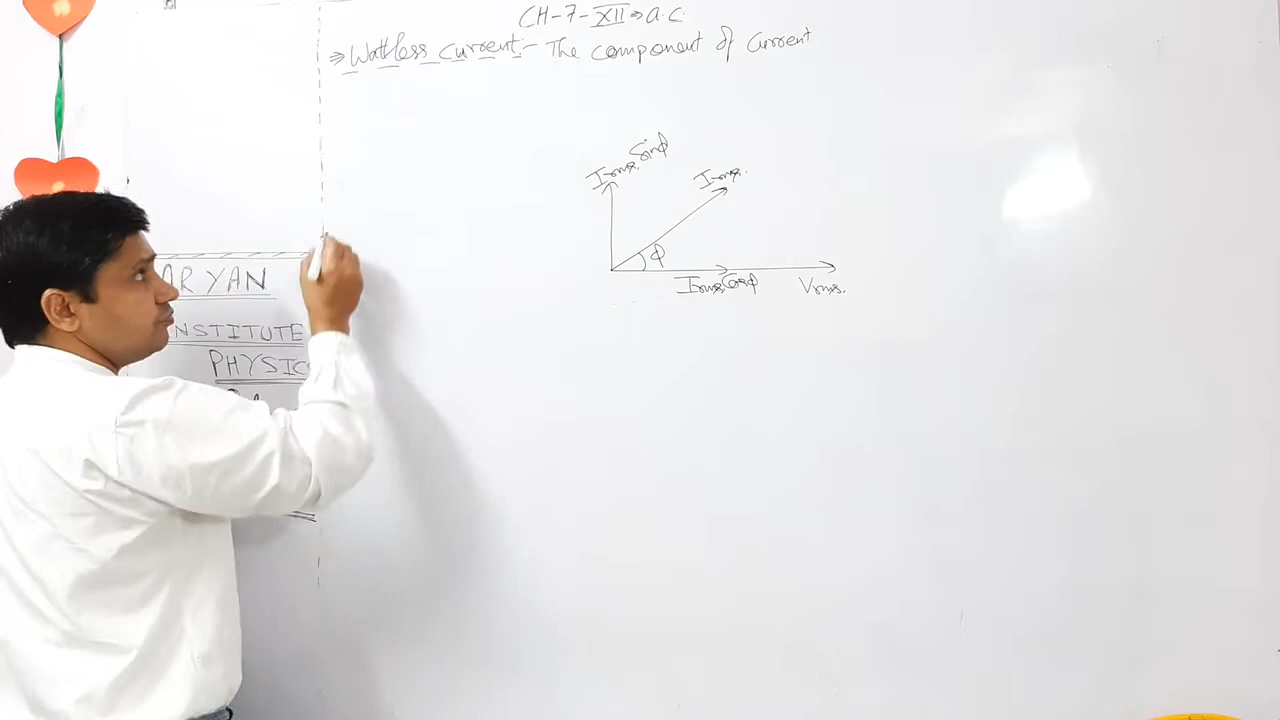 CH-7-XII⇒a.c.
⇒ Wattless current:- The component of current
Irms. Sinφ
Irms.
φ
Irms. Cosφ
Vrms.
ARYAN
INSTITUTE
PHYSICS